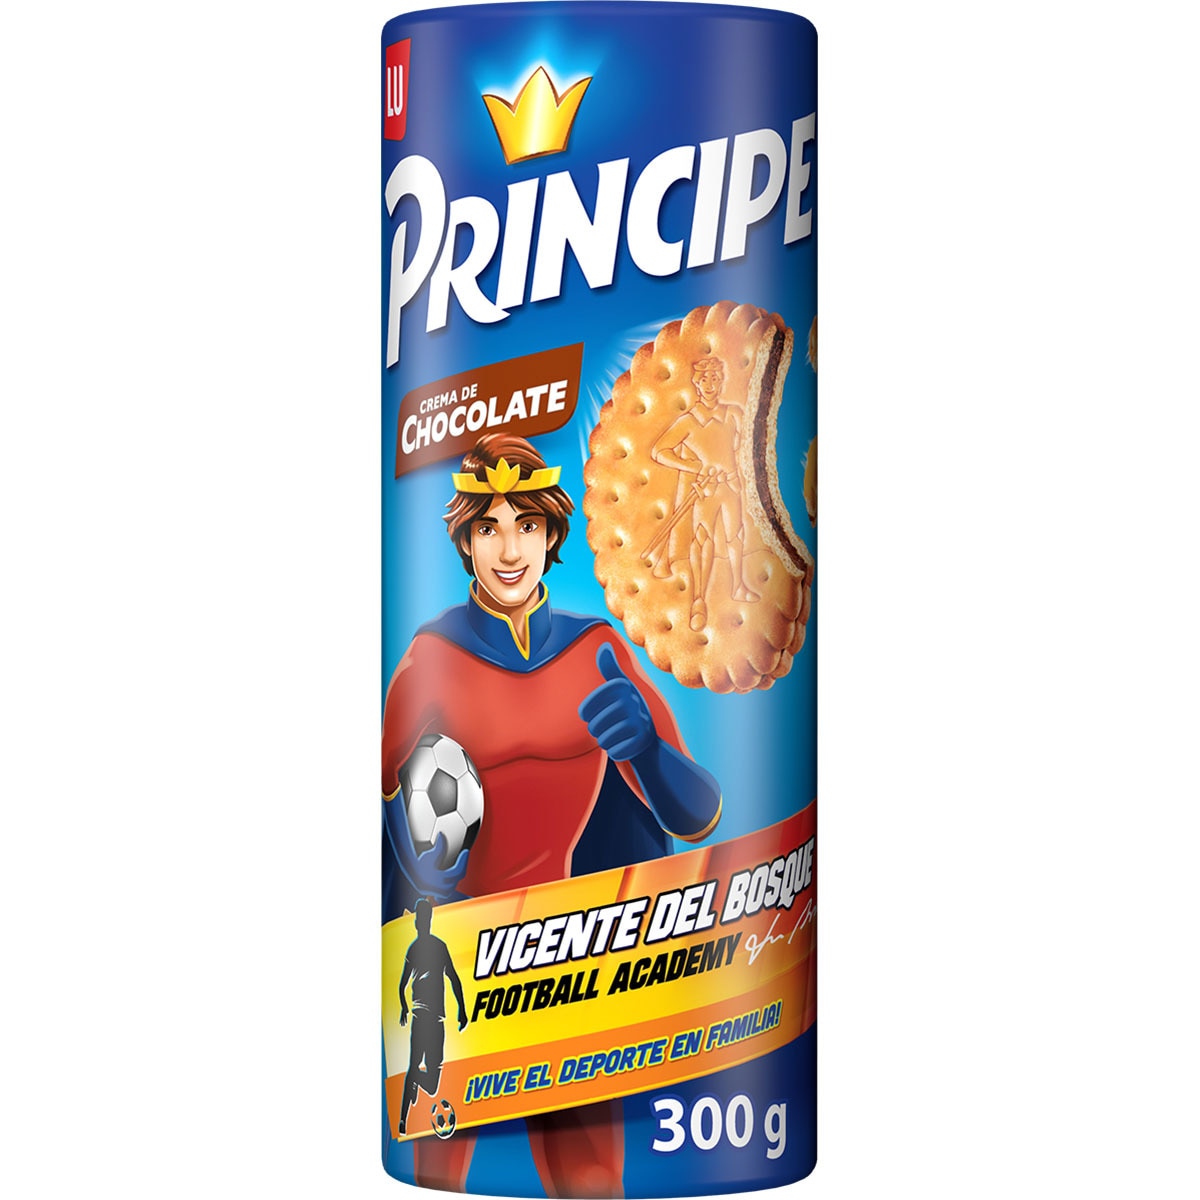 LU
PRINCIPE
CREMA DE
CHOCOLATE
VICENTE DEL BOSQUE
FOOTBALL ACADEMY
¡VIVE EL DEPORTE EN FAMILIA!
300 g